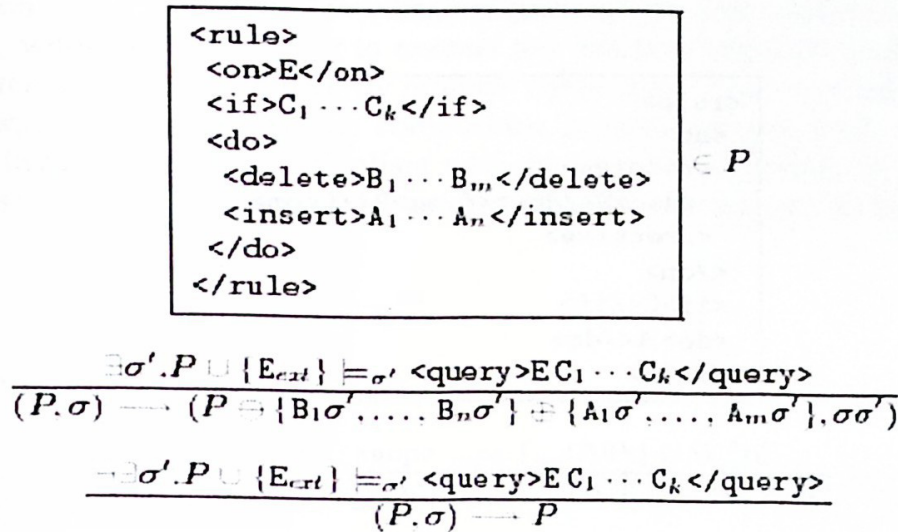 <rule>
<on>E</on>
<if>C₁ ⋯ Cₖ</if>
<do>
<delete>B₁ ⋯ Bₘ</delete>
<insert>A₁ ⋯ Aₙ</insert>
</do>
</rule>
∈ P
∃σ′.P ∪ {E_ext} ⊨_σ′ <query>E C₁ ⋯ Cₖ</query>
(P.σ) ⟶ (P ⊖ {B₁σ′, . . . , Bₙσ′} ⊕ {A₁σ′, . . . , Aₘσ′}, σσ′)
¬∃σ′.P ∪ {E_ext} ⊨_σ′ <query>E C₁ ⋯ Cₖ</query>
(P.σ) ⟶ P